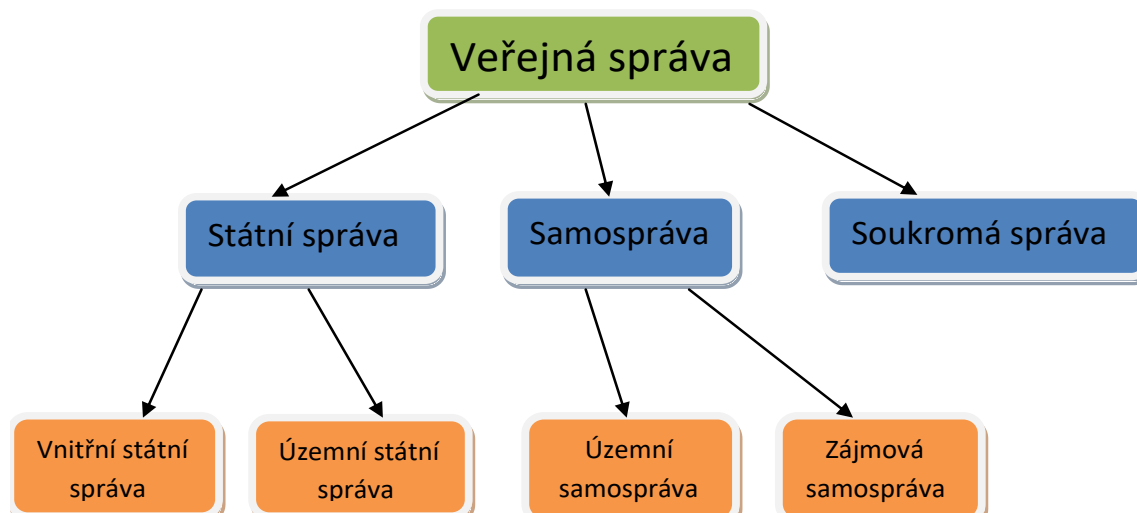 Veřejná správa
Státní správa
Samospráva
Soukromá správa
Vnitřní státní
správa
Územní státní
správa
Územní
samospráva
Zájmová
samospráva